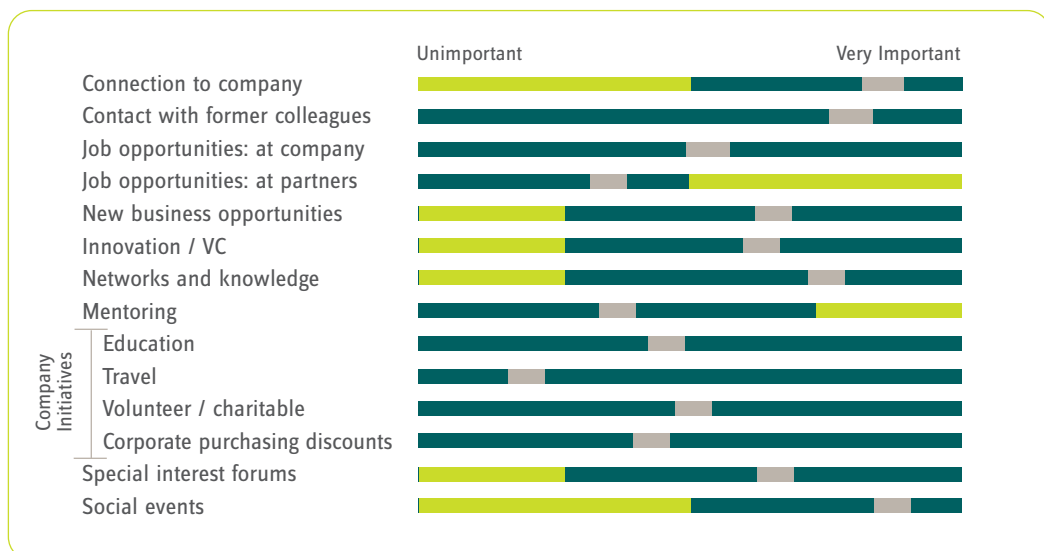 Unimportant Very Important
Connection to company
Contact with former colleagues
Job opportunities: at company
Job opportunities: at partners
New business opportunities
Innovation / VC
Networks and knowledge
Mentoring
Company
Initiatives
Education
Travel
Volunteer / charitable
Corporate purchasing discounts
Special interest forums
Social events